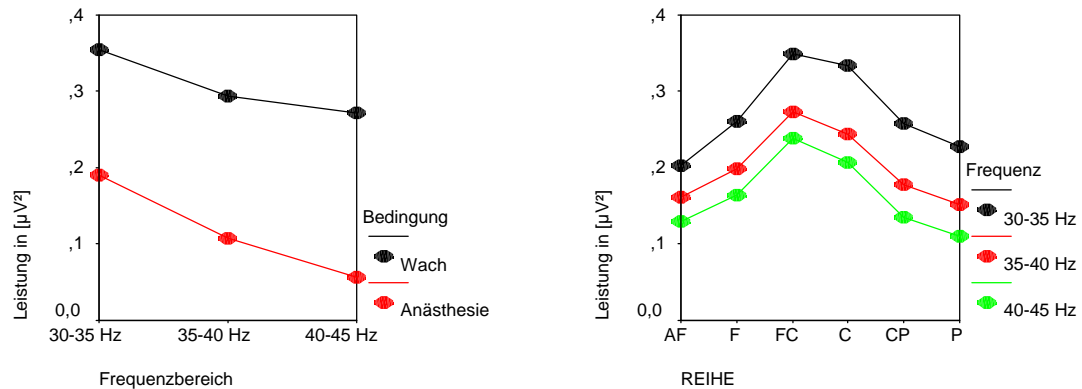 ,4
,3
,2
,1
0,0
Leistung in [µV²]
30-35 Hz
35-40 Hz
40-45 Hz
Frequenzbereich
Bedingung
Wach
Anästhesie
,4
,3
,2
,1
0,0
Leistung in [µV²]
AF
F
FC
C
CP
P
REIHE
Frequenz
30-35 Hz
35-40 Hz
40-45 Hz